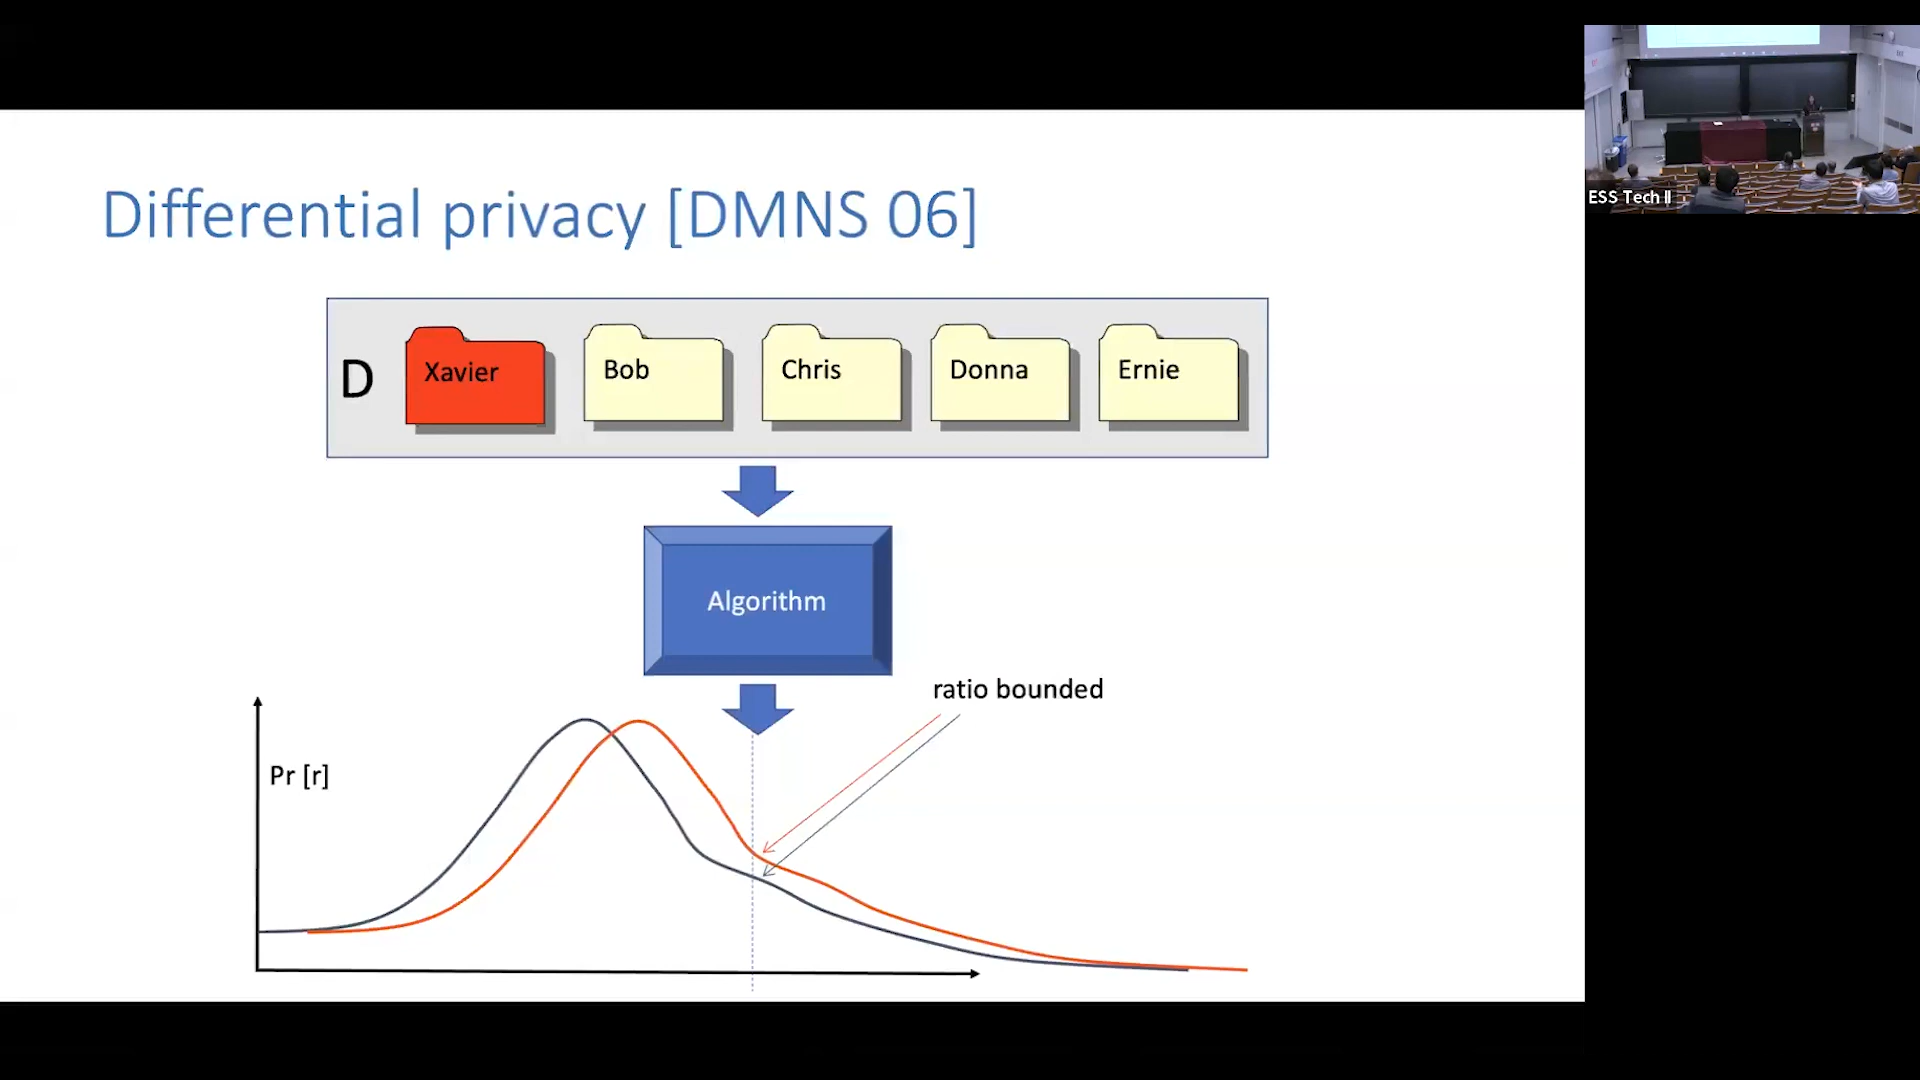 Differential privacy [DMNS 06]
D
Xavier
Bob
Chris
Donna
Ernie
Algorithm
ratio bounded
Pr [r]
ESS Tech II